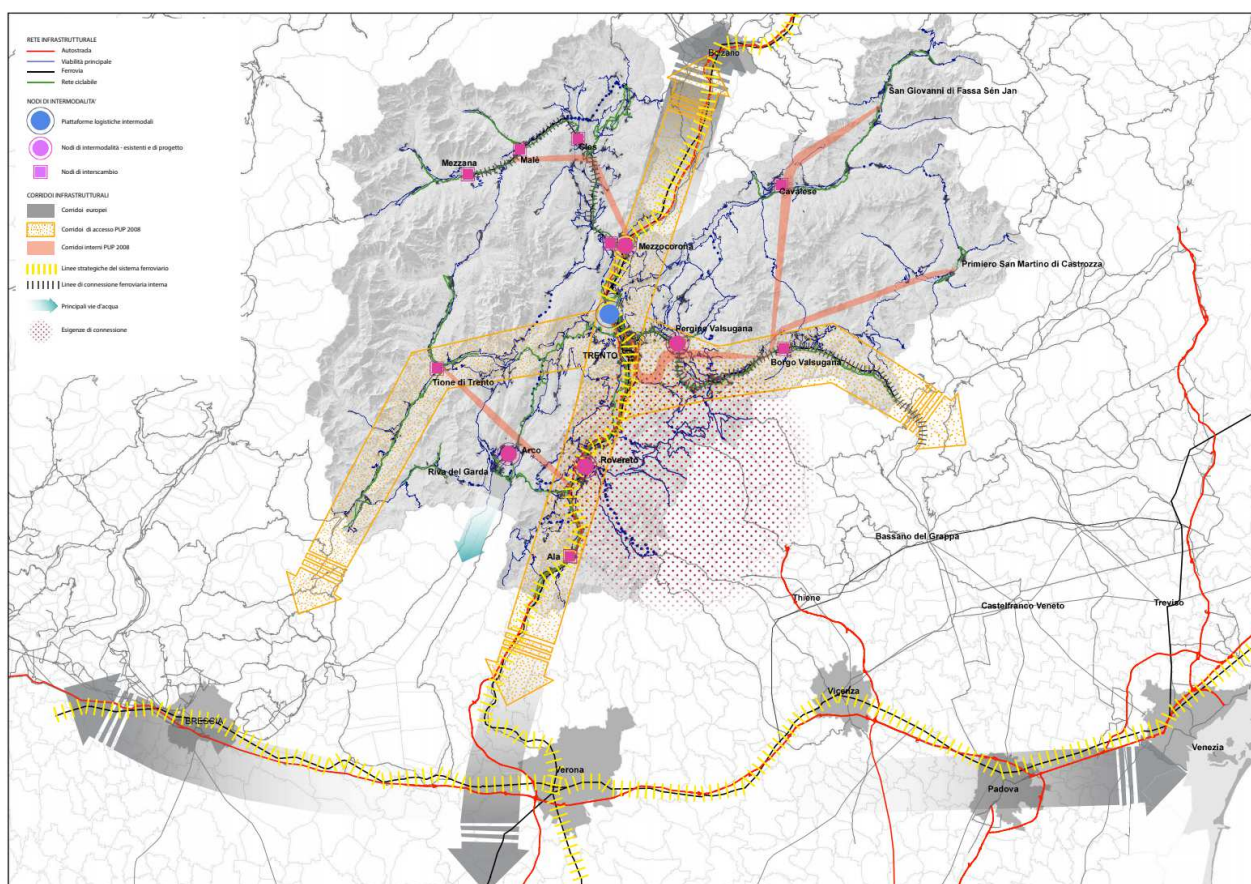 RETE INFRASTRUTTURALE
Autostrada
Viabilità principale
Ferrovia
Rete ciclabile
NODI DI INTERMODALITA'
Piattaforme logistiche intermodali
Nodi di intermodalità - esistenti e di progetto
Nodi di interscambio
CORRIDOI INFRASTRUTTURALI
Corridoi europei
Corridoi di accesso PUP 2008
Corridoi interni PUP 2008
Linee strategiche del sistema ferroviario
Linee di connessione ferroviaria interna
Principali vie d'acqua
Esigenze di connessione
Bolzano
San Giovanni di Fassa Sèn Jan
Cles
Malè
Mezzana
Cavalese
Mezzocorona
Primiero San Martino di Castrozza
Pergine Valsugana
TRENTO
Borgo Valsugana
Tione di Trento
Arco
Rovereto
Riva del Garda
Bassano del Grappa
Ala
Thiene
Castelfranco Veneto
Treviso
Vicenza
BRESCIA
Venezia
Verona
Padova